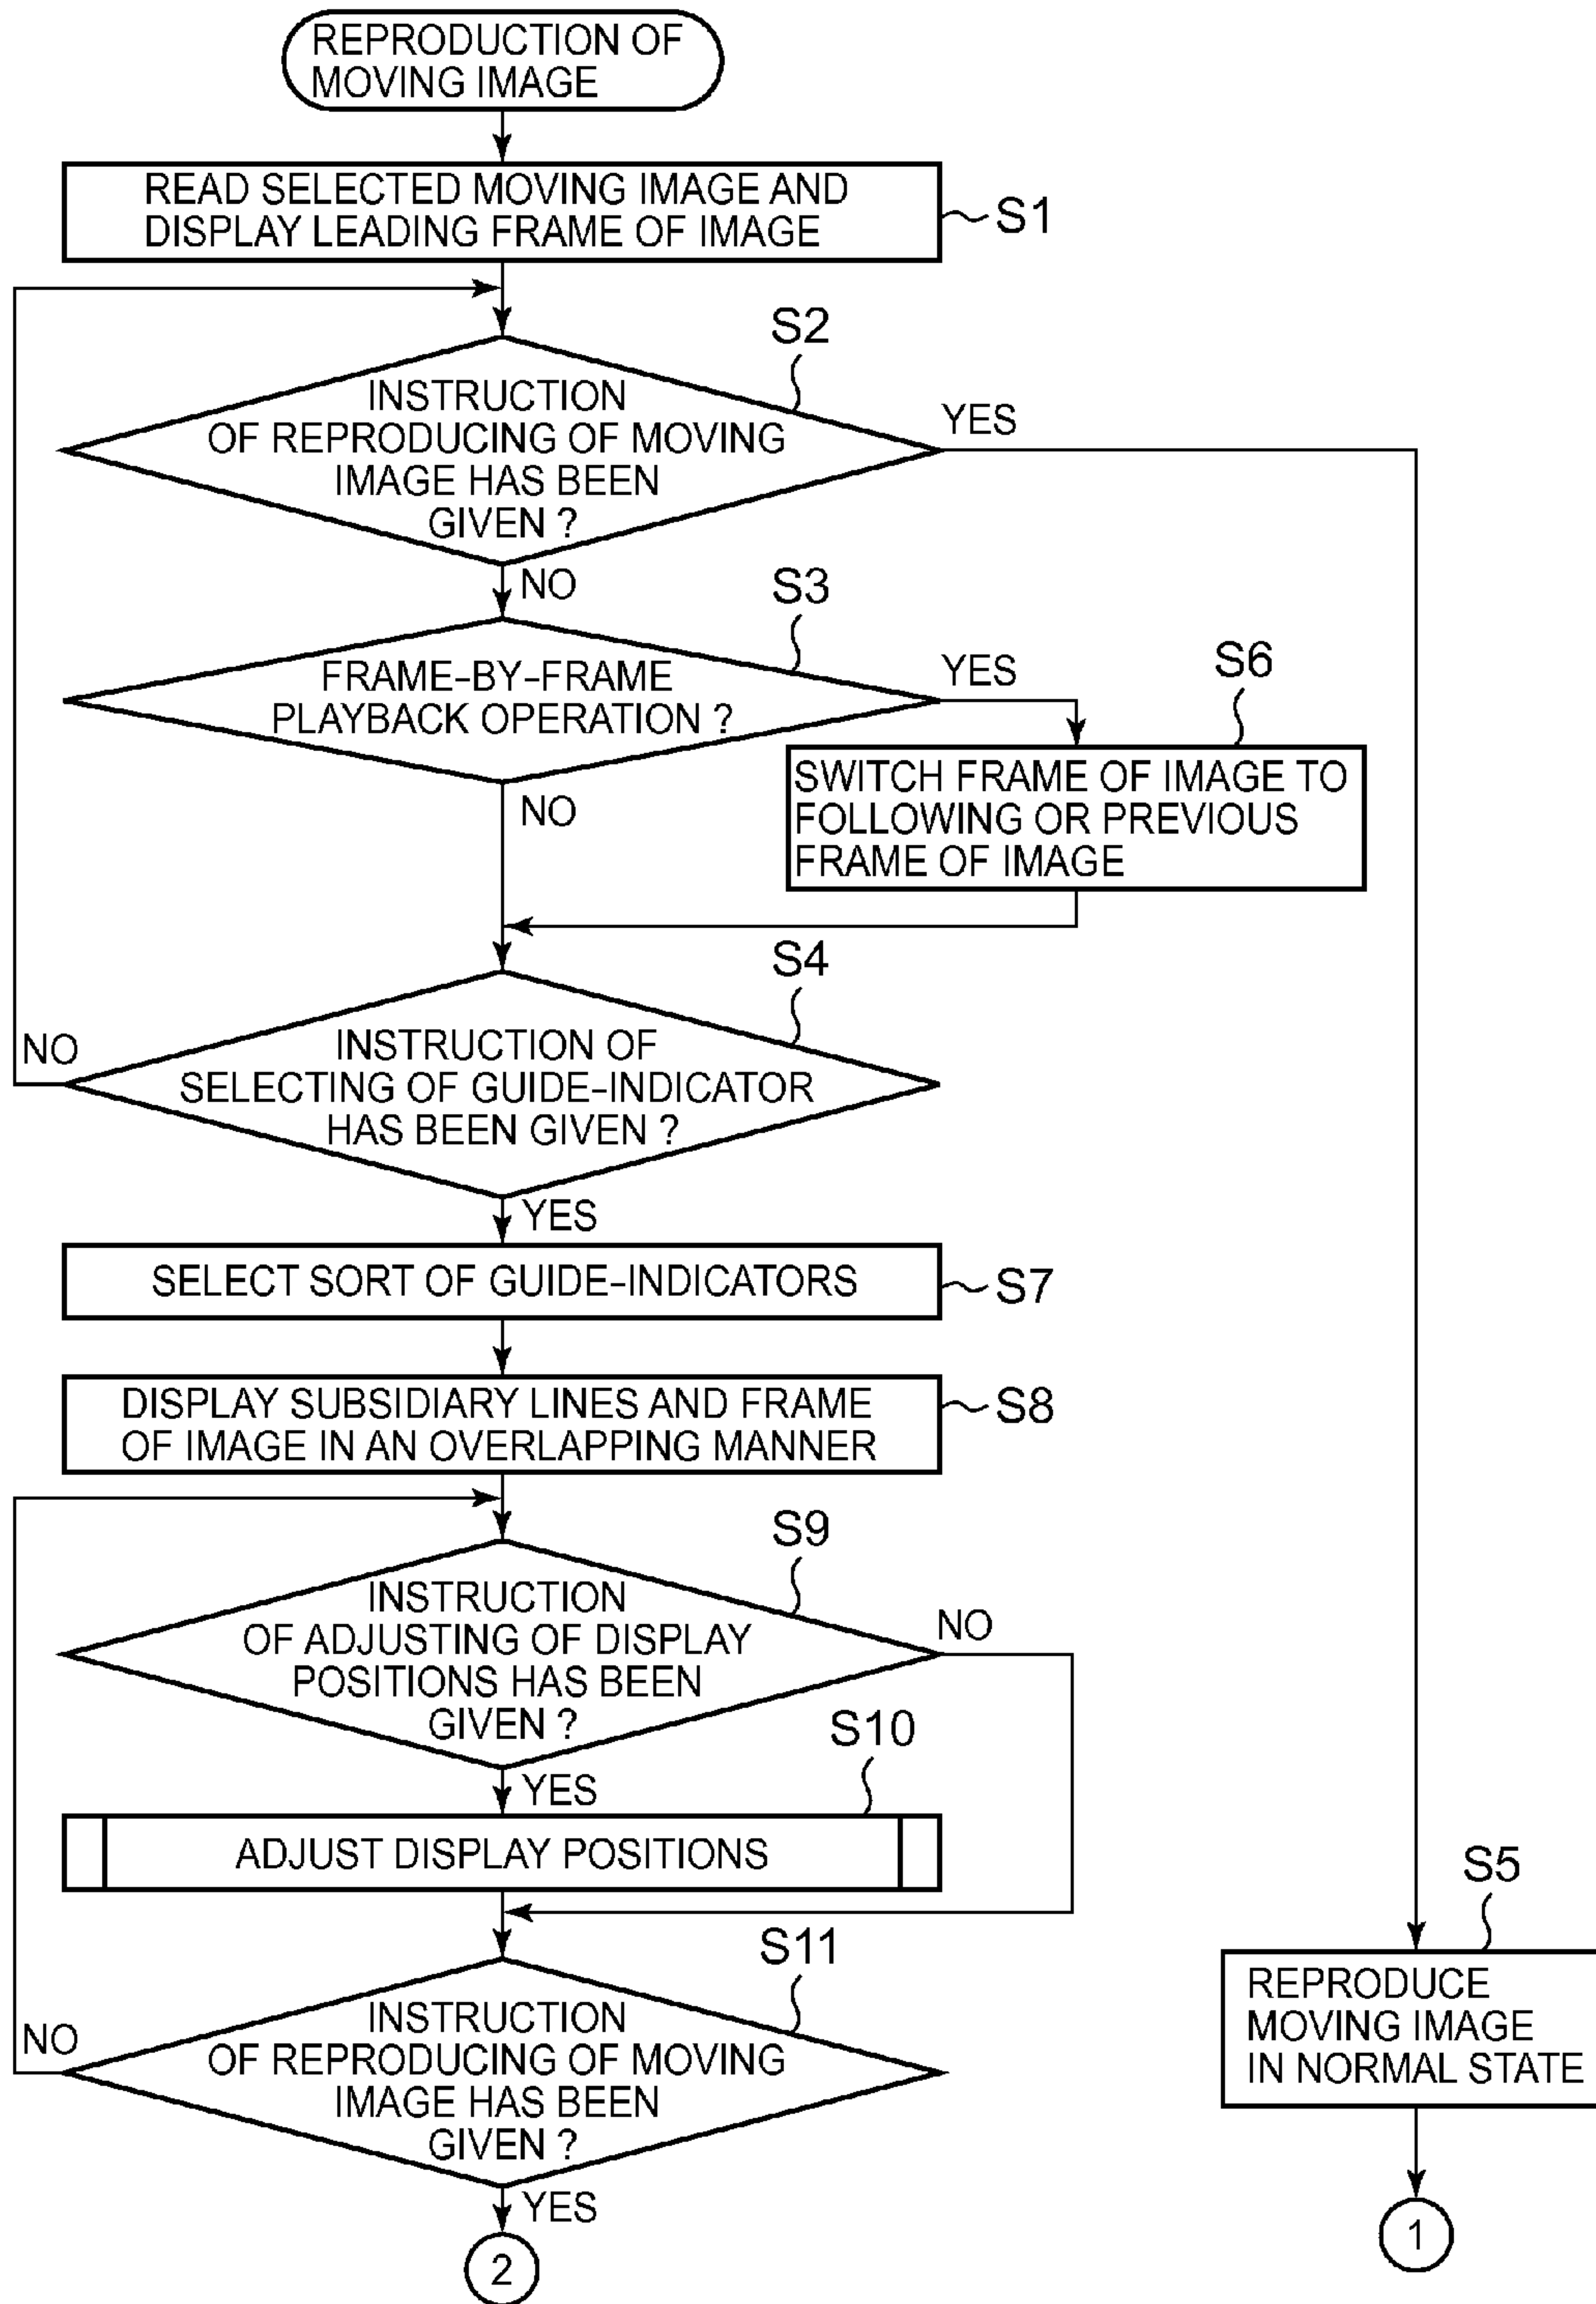 REPRODUCTION OF
MOVING IMAGE
READ SELECTED MOVING IMAGE AND
DISPLAY LEADING FRAME OF IMAGE
S1
S2
INSTRUCTION
OF REPRODUCING OF MOVING
IMAGE HAS BEEN
GIVEN ?
YES
NO
S3
FRAME-BY-FRAME
PLAYBACK OPERATION ?
YES
NO
S6
SWITCH FRAME OF IMAGE TO
FOLLOWING OR PREVIOUS
FRAME OF IMAGE
S4
INSTRUCTION OF
SELECTING OF GUIDE-INDICATOR
HAS BEEN GIVEN ?
NO
YES
SELECT SORT OF GUIDE-INDICATORS
S7
DISPLAY SUBSIDIARY LINES AND FRAME
OF IMAGE IN AN OVERLAPPING MANNER
S8
S9
INSTRUCTION
OF ADJUSTING OF DISPLAY
POSITIONS HAS BEEN
GIVEN ?
NO
YES
S10
ADJUST DISPLAY POSITIONS
S11
INSTRUCTION
OF REPRODUCING OF MOVING
IMAGE HAS BEEN
GIVEN ?
NO
YES
2
S5
REPRODUCE
MOVING IMAGE
IN NORMAL STATE
1